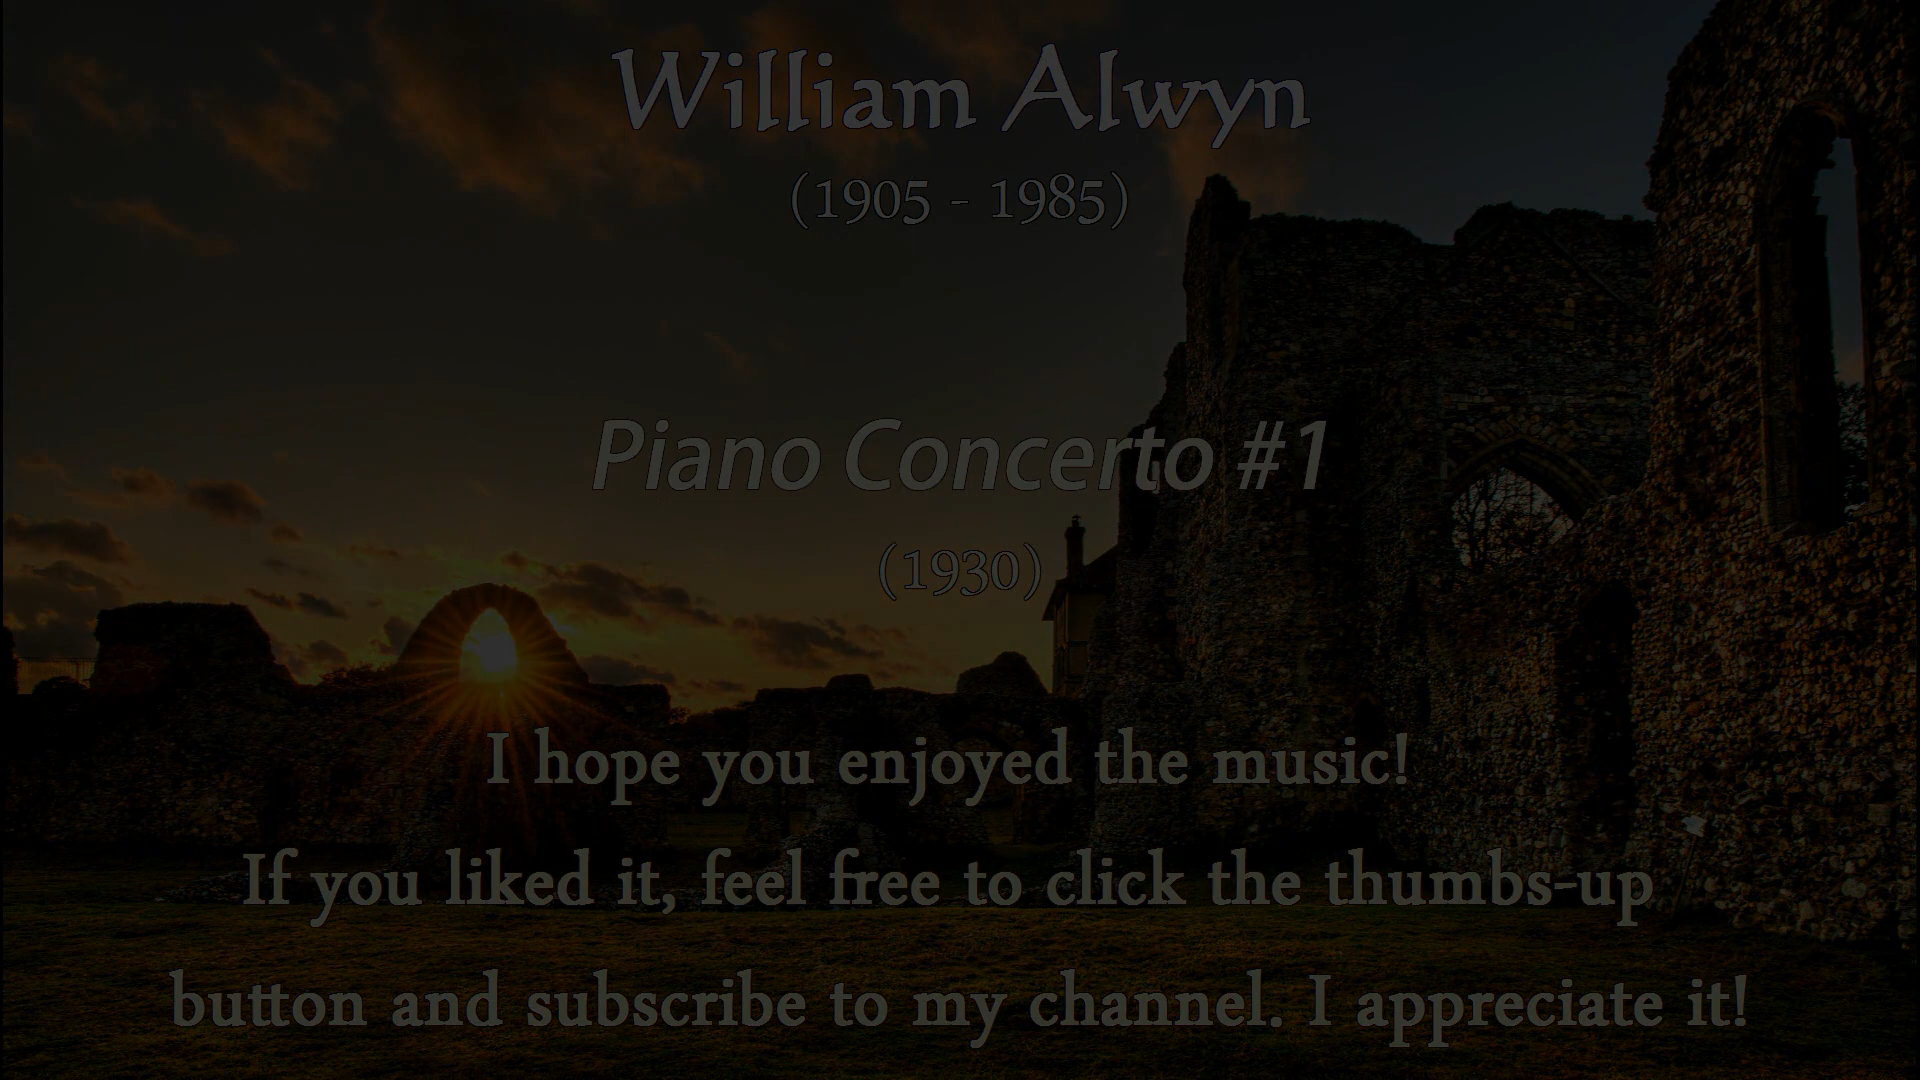 William Alwyn
(1905 - 1985)
Piano Concerto #1
(1930)
I hope you enjoyed the music!
If you liked it, feel free to click the thumbs-up
button and subscribe to my channel. I appreciate it!